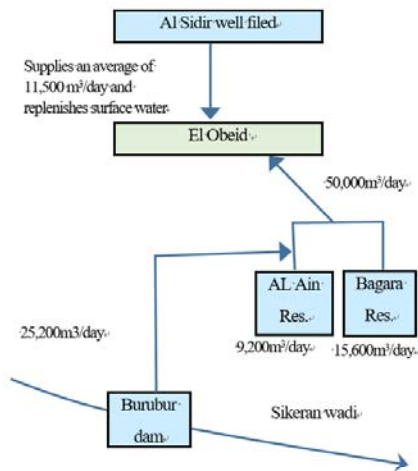 Al Sidir well filed
Supplies an average of
11,500 m³/day and
replenishes surface water
El Obeid
50,000m³/day
AL Ain
Res.
Bagara
Res.
9,200m³/day
15,600m³/day
25,200m3/day
Burubur
dam
Sikeran wadi